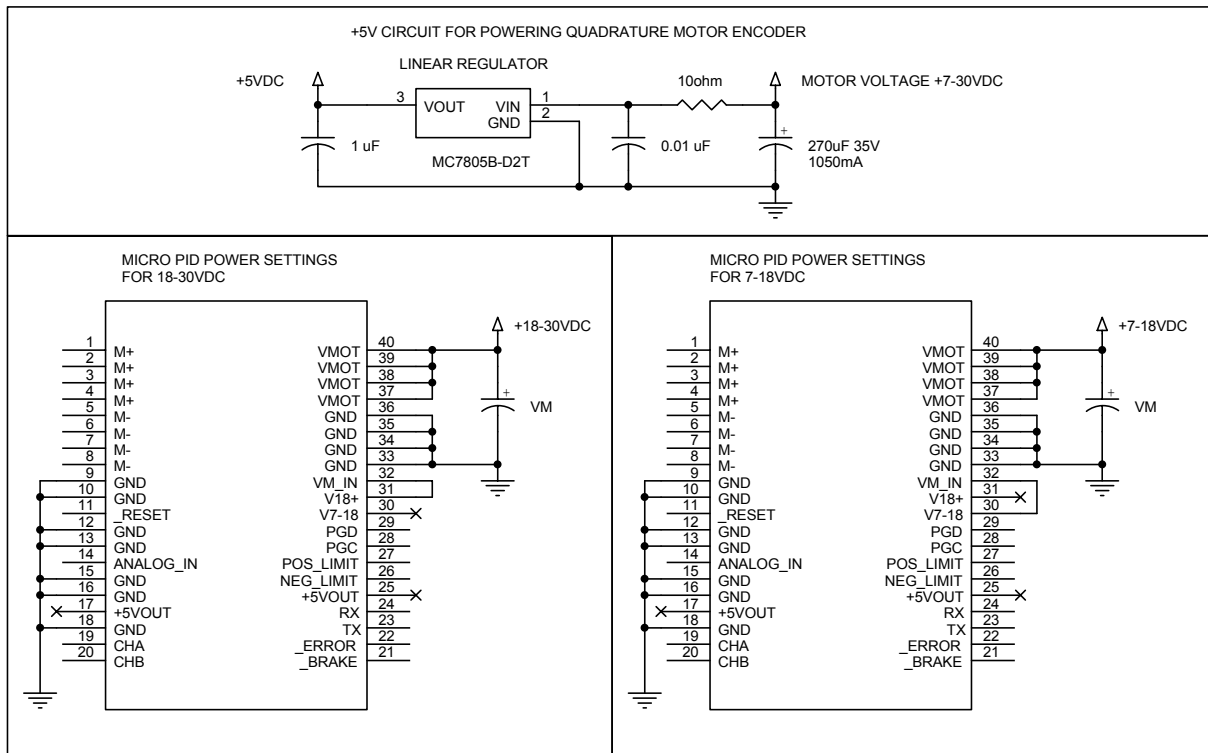 +5V CIRCUIT FOR POWERING QUADRATURE MOTOR ENCODER
LINEAR REGULATOR
+5VDC
10ohm
MOTOR VOLTAGE +7-30VDC
3
VOUT
VIN
1
GND
2
1 uF
MC7805B-D2T
0.01 uF
+
270uF 35V
1050mA
MICRO PID POWER SETTINGS
FOR 18-30VDC
+18-30VDC
1 M+
2 M+
3 M+
4 M+
5 M-
6 M-
7 M-
8 M-
9 GND
10 GND
11 _RESET
12 GND
13 GND
14 ANALOG_IN
15 GND
16 GND
17 +5VOUT
18 GND
19 CHA
20 CHB
VMOT 40
VMOT 39
VMOT 38
VMOT 37
GND 36
GND 35
GND 34
GND 33
VM_IN 32
V18+ 31
V7-18 30
PGD 29
PGC 28
POS_LIMIT 27
NEG_LIMIT 26
+5VOUT 25
RX 24
TX 23
_ERROR 22
_BRAKE 21
+
VM
MICRO PID POWER SETTINGS
FOR 7-18VDC
+7-18VDC
1 M+
2 M+
3 M+
4 M+
5 M-
6 M-
7 M-
8 M-
9 GND
10 GND
11 _RESET
12 GND
13 GND
14 ANALOG_IN
15 GND
16 GND
17 +5VOUT
18 GND
19 CHA
20 CHB
VMOT 40
VMOT 39
VMOT 38
VMOT 37
GND 36
GND 35
GND 34
GND 33
VM_IN 32
V18+ 31
V7-18 30
PGD 29
PGC 28
POS_LIMIT 27
NEG_LIMIT 26
+5VOUT 25
RX 24
TX 23
_ERROR 22
_BRAKE 21
+
VM